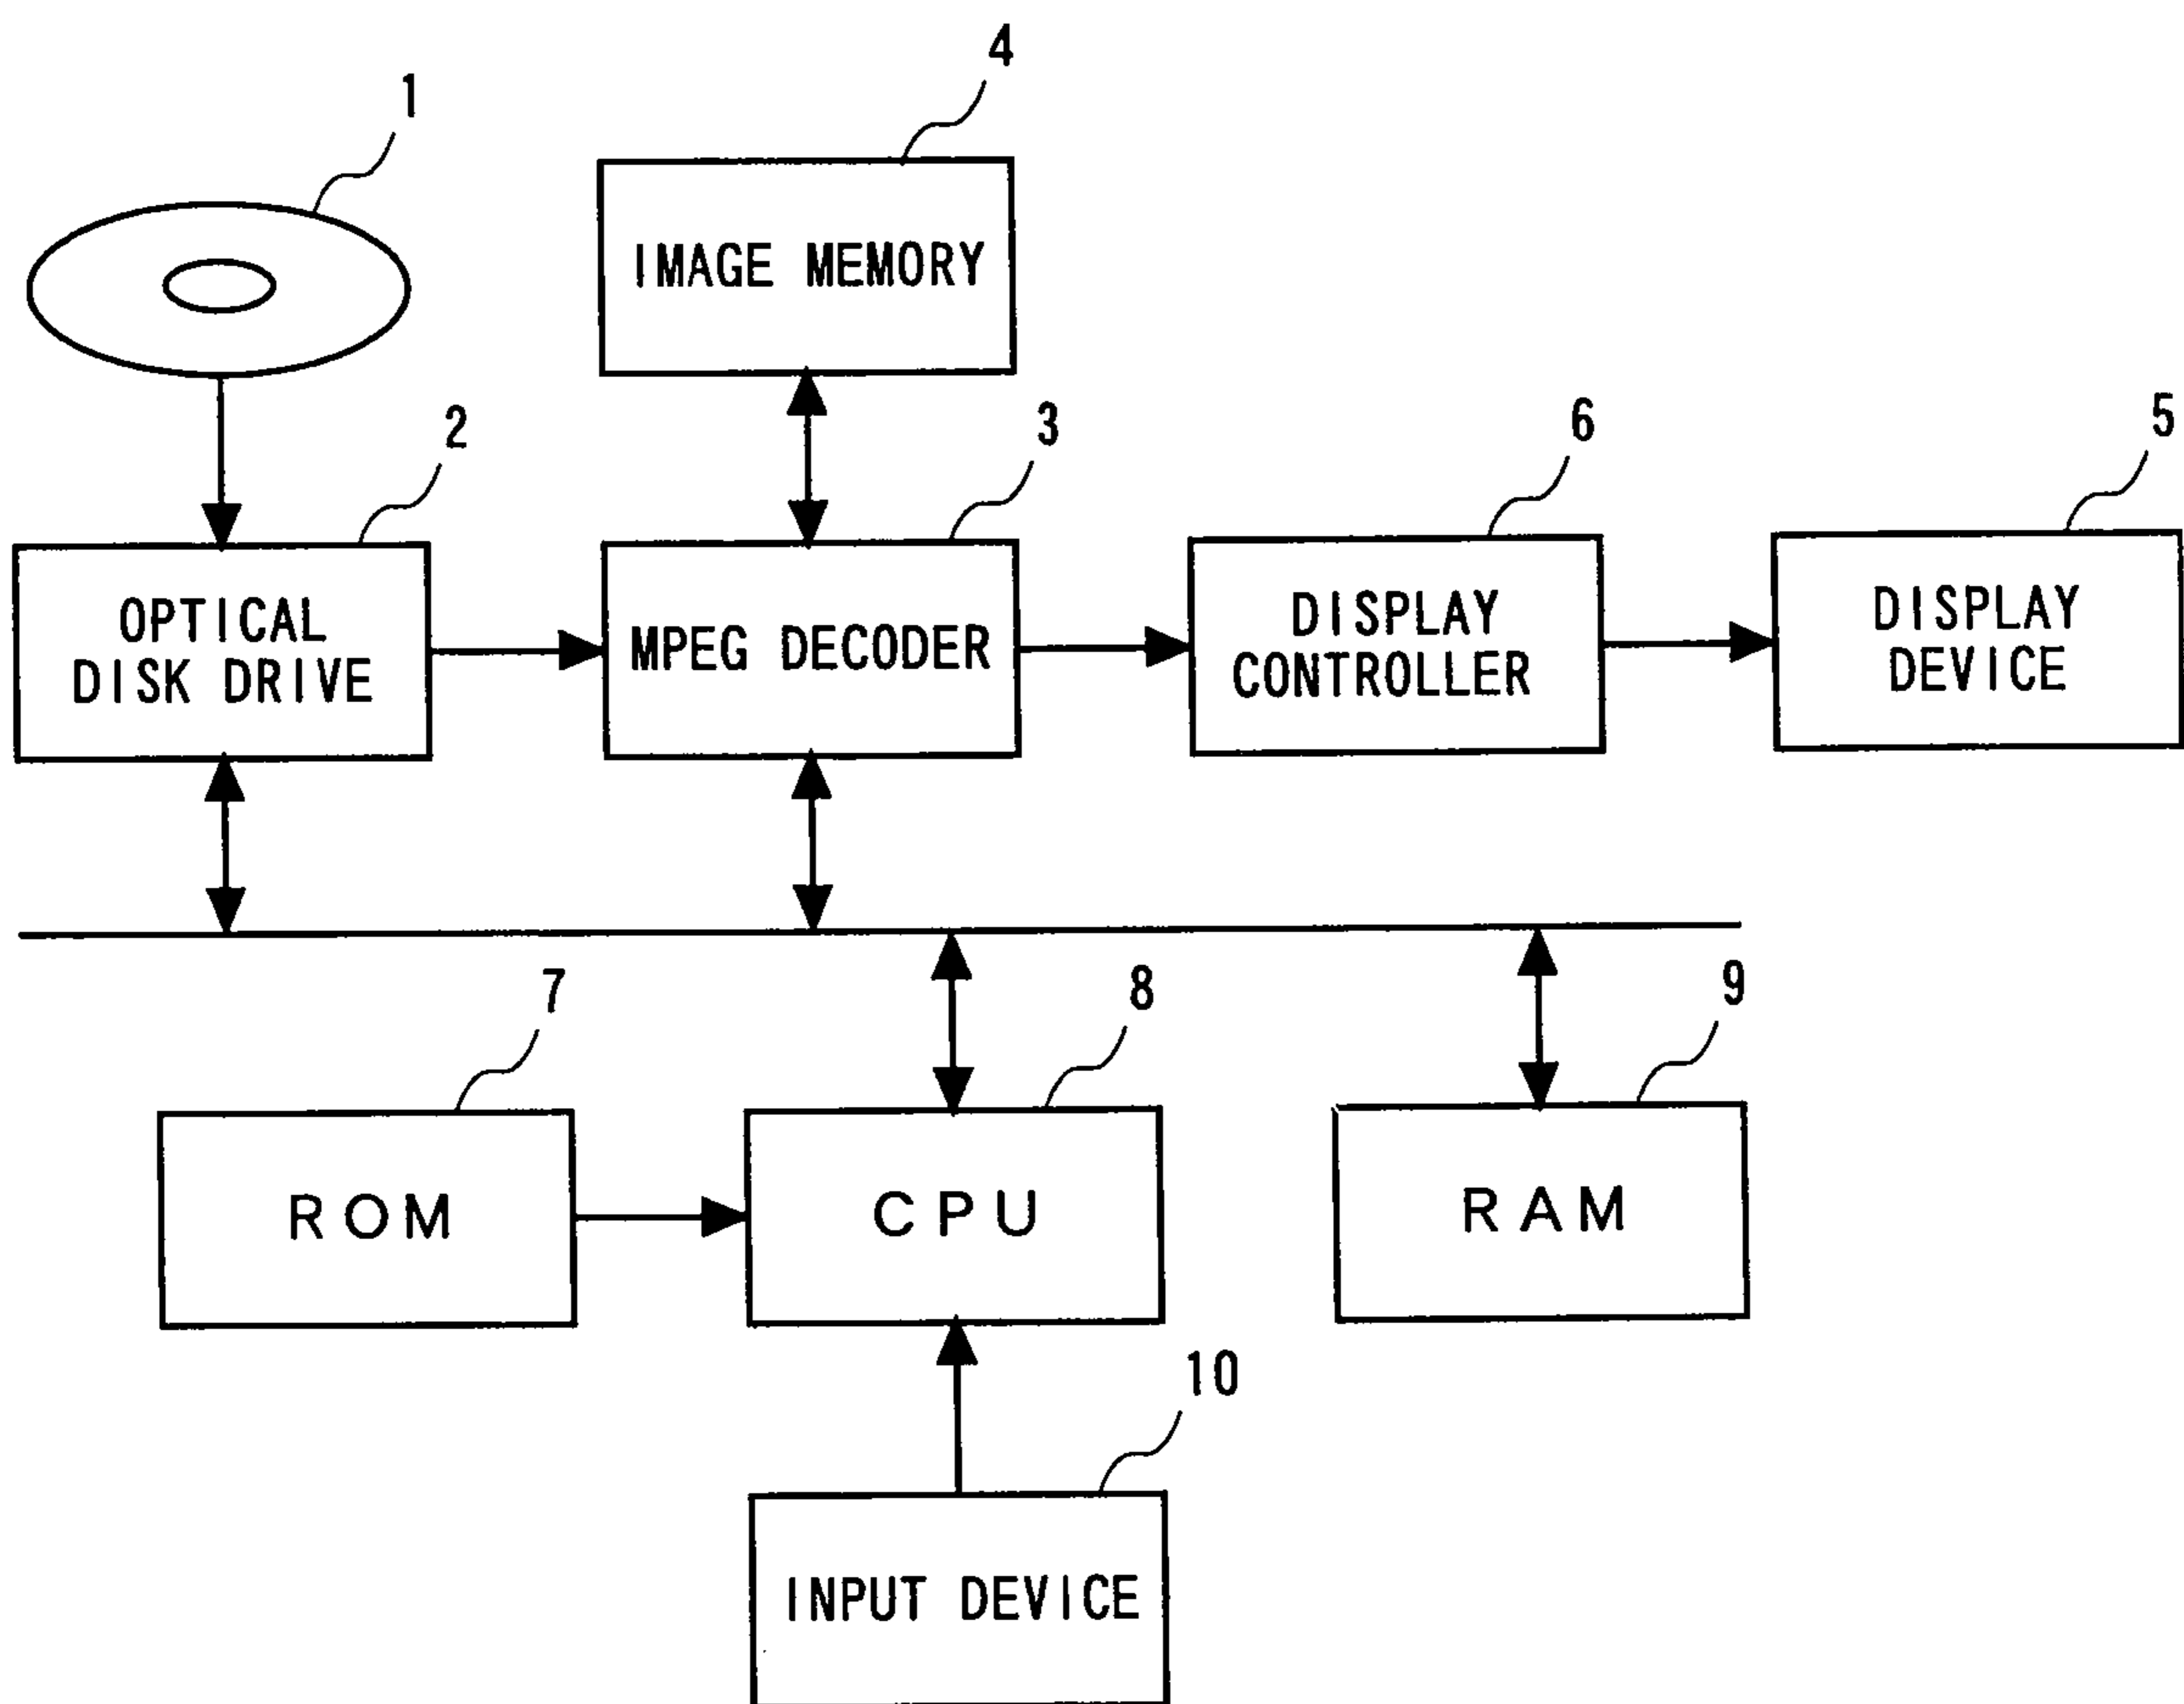 4
1
IMAGE MEMORY
2
3
6
5
OPTICAL
DISK DRIVE
MPEG DECODER
DISPLAY
CONTROLLER
DISPLAY
DEVICE
7
8
9
ROM
CPU
RAM
10
INPUT DEVICE